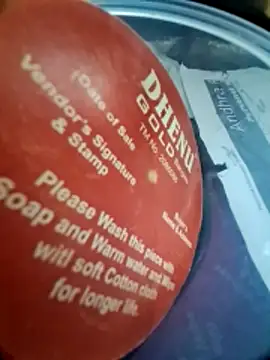 DHENU
GOLD
(Date of Sale
Vendor's Signature
& Stamp
Please Wash this piece with
Soap and Warm water and Wipe
with soft Cotton cloth
for longer life.
Andhra